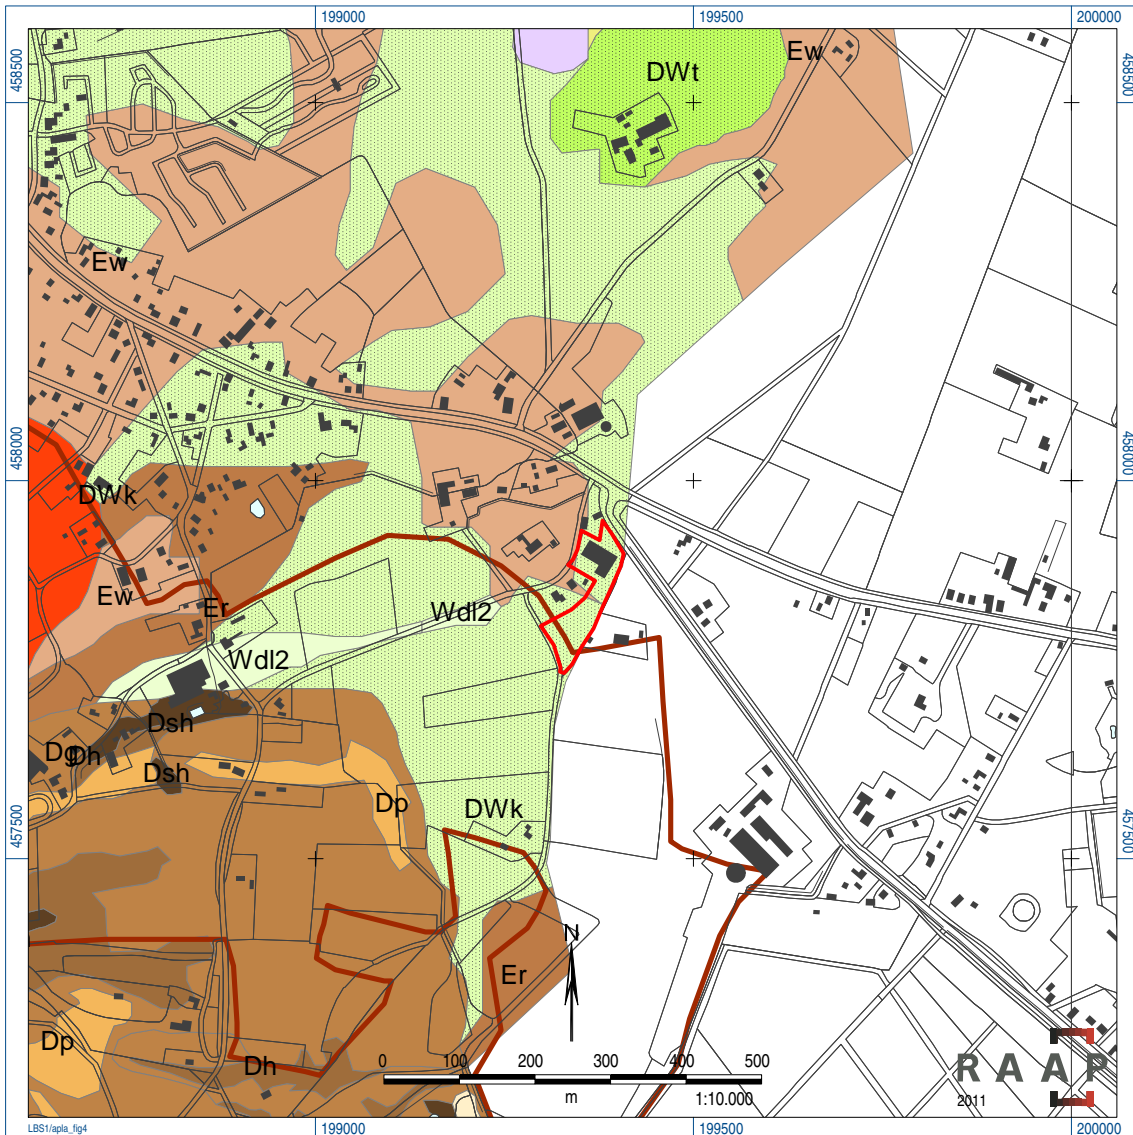 199000 199500 200000
458500 458500
DWt
Ew
Ew
458000 458000
DWk
Ew
Er
Wdl2
Wdl2
Dsh
Dg
Dh
Dsh
Dp
DWk
457500 457500
N
Er
Dp
Dh
0 100 200 300 400 500
m 1:10.000
RAAP
2011
LBS1/apla_fig4
199000 199500 200000